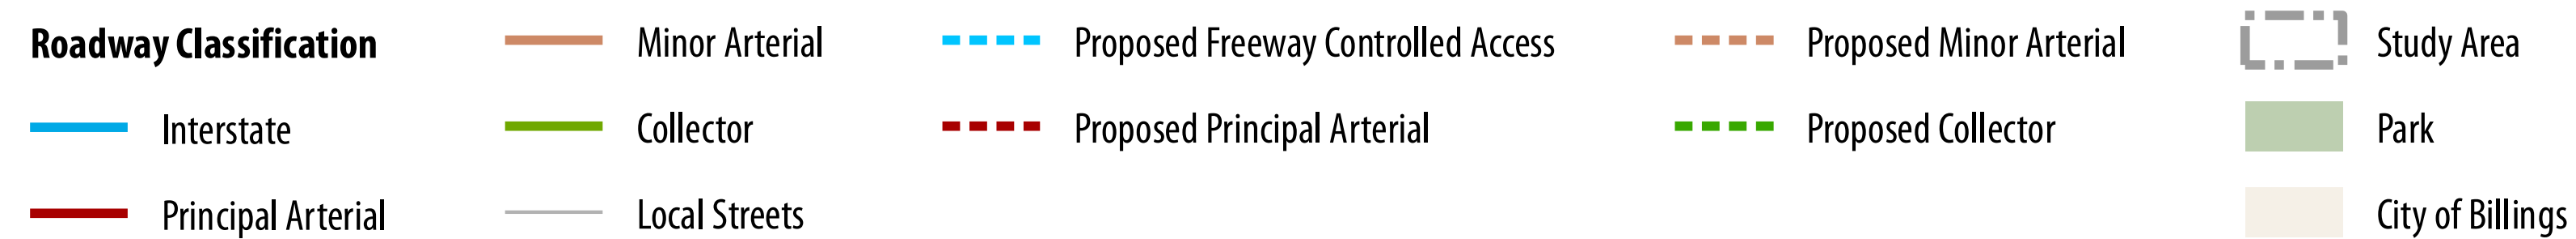 Roadway Classification
Interstate
Principal Arterial
Minor Arterial
Collector
Local Streets
Proposed Freeway Controlled Access
Proposed Principal Arterial
Proposed Minor Arterial
Proposed Collector
Study Area
Park
City of Billings